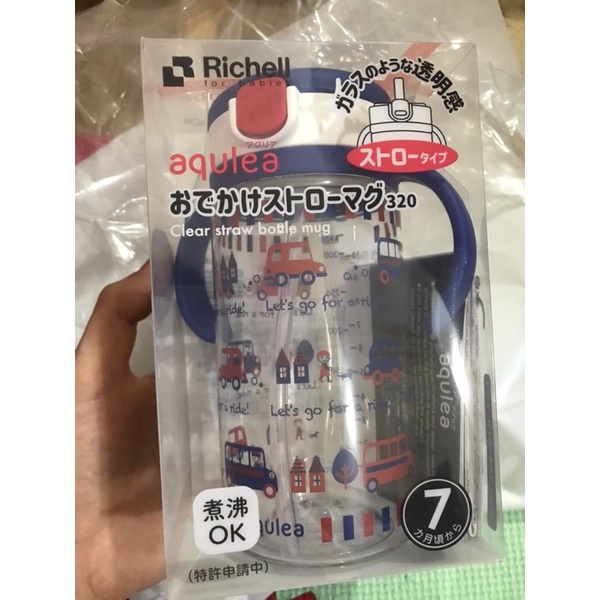 Richell
for babies
ガラスのような透明感
ストロータイプ
アクリア
aqulea
おでかけストローマグ320
Clear straw bottle mug
ride!
Let's go for a ride!
aqulea
a ride!
Let's go for a ride!
煮沸
OK
aqulea
7
カ月頃から
(特許申請中)